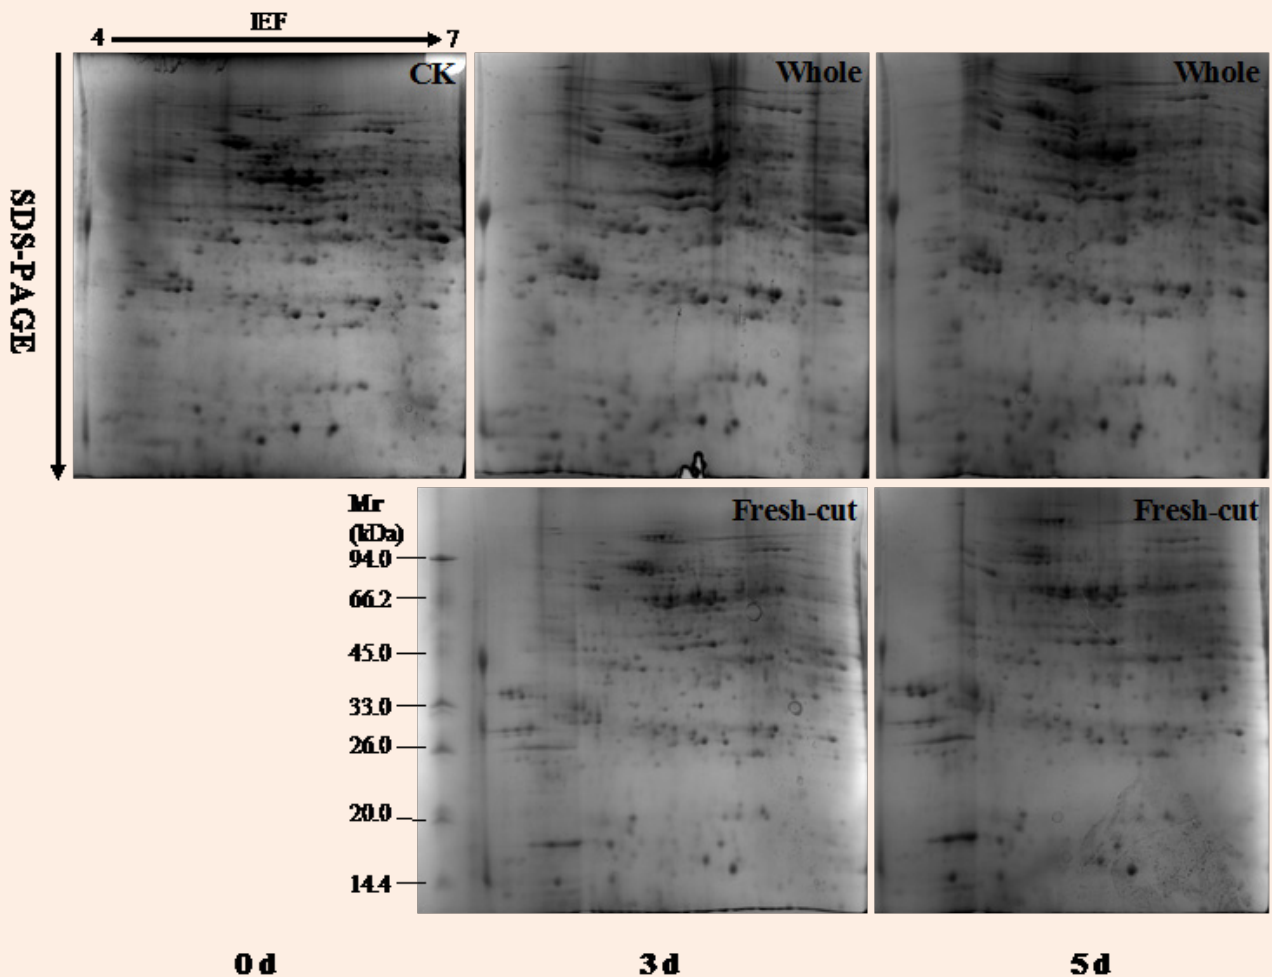 IEF
4 7
CK
Whole
Whole
SDS-PAGE
Mr
(kDa)
Fresh-cut
Fresh-cut
94.0
66.2
45.0
33.0
26.0
20.0
14.4
0 d
3 d
5 d